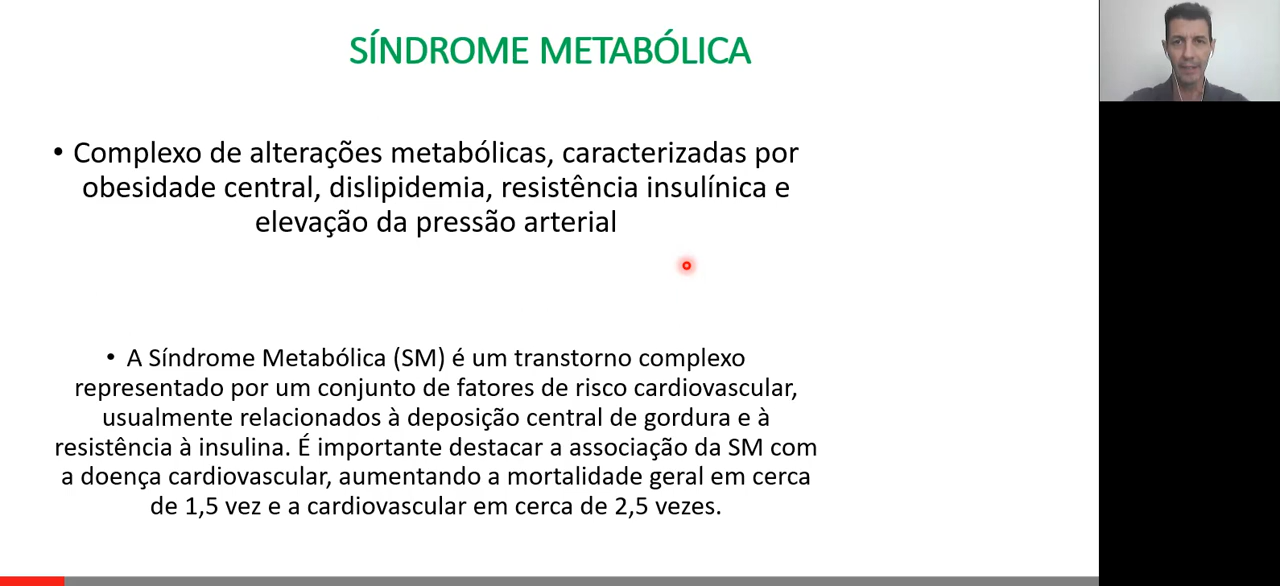 SÍNDROME METABÓLICA
• Complexo de alterações metabólicas, caracterizadas por
obesidade central, dislipidemia, resistência insulínica e
elevação da pressão arterial
• A Síndrome Metabólica (SM) é um transtorno complexo
representado por um conjunto de fatores de risco cardiovascular,
usualmente relacionados à deposição central de gordura e à
resistência à insulina. É importante destacar a associação da SM com
a doença cardiovascular, aumentando a mortalidade geral em cerca
de 1,5 vez e a cardiovascular em cerca de 2,5 vezes.